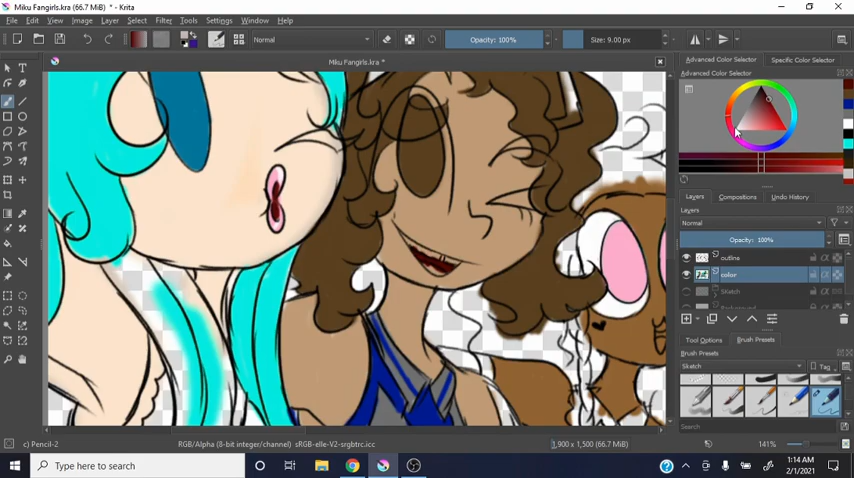 Miku Fangirls.kra (66.7 MiB) * - Krita
File Edit View Image Layer Select Filter Tools Settings Window Help
Normal Opacity: 100% Size: 9.00 px
Miku Fangirls.kra *
Advanced Color Selector Specific Color Selector
Advanced Color Selector
Layers Compositions Undo History
Layers
Normal
Opacity: 100%
outline
color
Sketch
Background
Tool Options Brush Presets
Brush Presets
Sketch Tag
Search
c) Pencil-2 RGB/Alpha (8-bit integer/channel) sRGB-elle-V2-srgbtrc.icc 1,900 x 1,500 (66.7 MiB) 141%
Type here to search
1:14 AM
2/1/2021